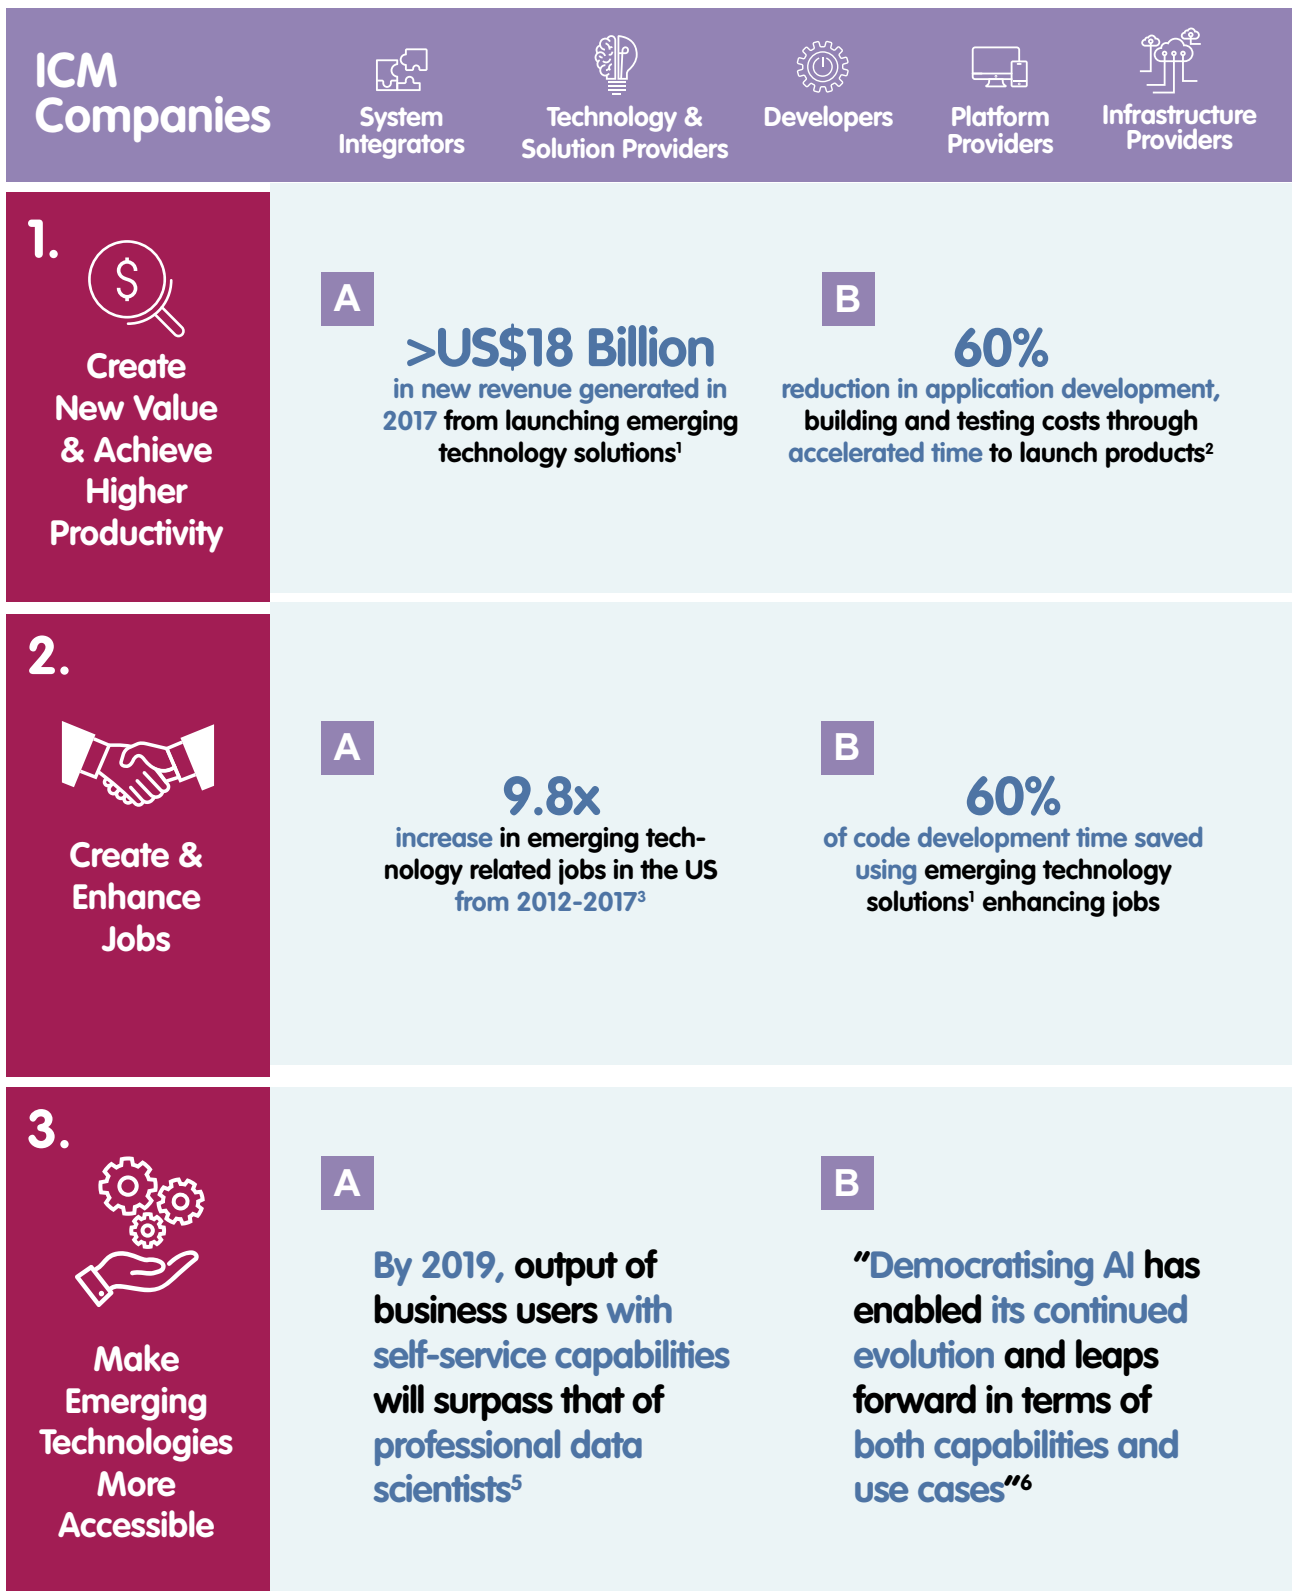 ICM
Companies
System
Integrators
Technology &
Solution Providers
Developers
Platform
Providers
Infrastructure
Providers
1.
$
Create
New Value
& Achieve
Higher
Productivity
A
>US$18 Billion
in new revenue generated in
2017 from launching emerging
technology solutions¹
B
60%
reduction in application development,
building and testing costs through
accelerated time to launch products²
2.
Create &
Enhance
Jobs
A
9.8x
increase in emerging tech-
nology related jobs in the US
from 2012-2017³
B
60%
of code development time saved
using emerging technology
solutions¹ enhancing jobs
3.
Make
Emerging
Technologies
More
Accessible
A
By 2019, output of
business users with
self-service capabilities
will surpass that of
professional data
scientists⁵
B
"Democratising AI has
enabled its continued
evolution and leaps
forward in terms of
both capabilities and
use cases"⁶